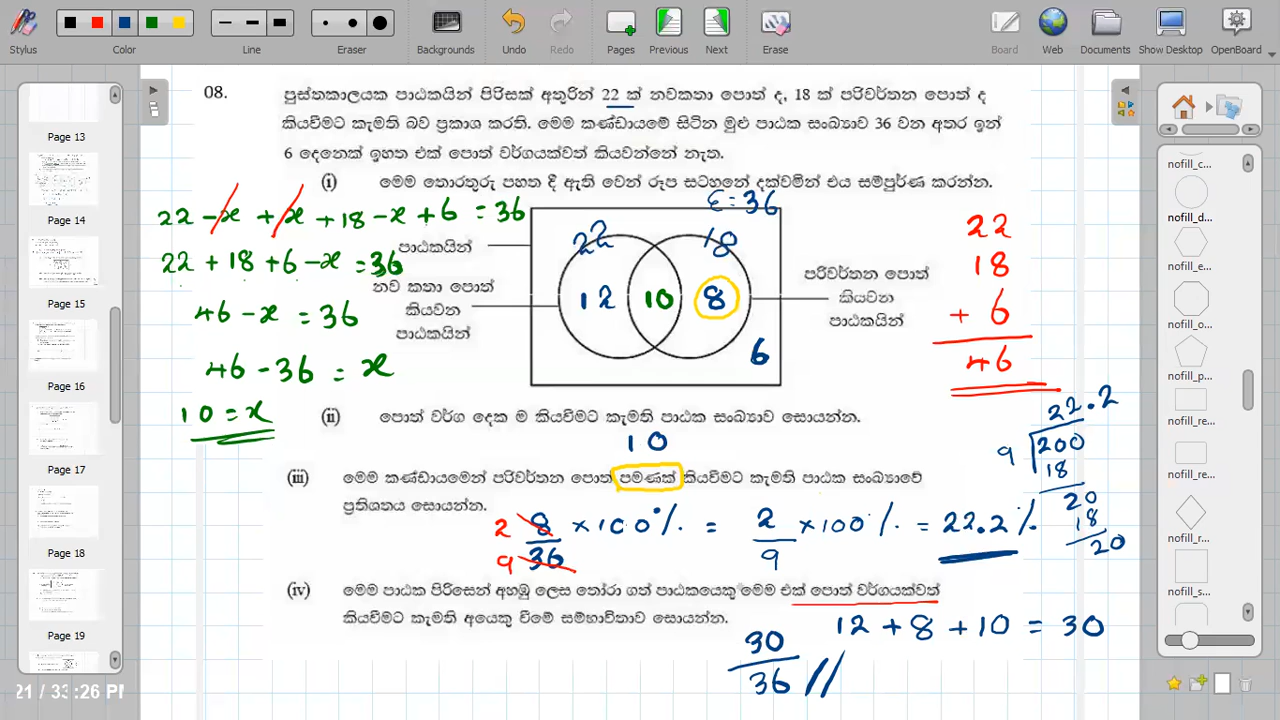 Stylus
Color
Line
Eraser
Backgrounds
Undo
Redo
Pages
Previous
Next
Erase
Board
Web
Documents
Show Desktop
OpenBoard
Page 13
Page 14
Page 15
Page 16
Page 17
Page 18
Page 19
21 / 33:26 PM
08. පුස්තකාලයක පාඨකයින් පිරිසක් අතුරින් 22 ක් නවකතා පොත් ද, 18 ක් පරිවර්තන පොත් ද
කියවීමට කැමති බව ප්‍රකාශ කරති. මෙම කණ්ඩායමේ සිටින මුළු පාඨක සංඛ්‍යාව 36 වන අතර ඉන්
6 දෙනෙක් ඉහත එක් පොත් වර්ගයක්වත් කියවන්නේ නැත.
(i) මෙම තොරතුරු පහත දී ඇති වෙන් රූප සටහනේ දක්වමින් එය සම්පූර්ණ කරන්න.
22 - x + x + 18 - x + 6 = 36
22 + 18 + 6 - x = 36
46 - x = 36
46 - 36 = x
10 = x
ε = 36
පාඨකයින්
නව කතා පොත්
කියවන
පාඨකයින්
22
18
12
10
8
6
පරිවර්තන පොත්
කියවන
පාඨකයින්
22
18
+ 6
46
(ii) පොත් වර්ග දෙක ම කියවීමට කැමති පාඨක සංඛ්‍යාව සොයන්න.
10
(iii) මෙම කණ්ඩායමෙන් පරිවර්තන පොත් පමණක් කියවීමට කැමති පාඨක සංඛ්‍යාවේ
ප්‍රතිශතය සොයන්න.
2 8/36 9 × 100% = 2/9 × 100% = 22.2%
22.2
9 200
18
20
18
20
(iv) මෙම පාඨක පිරිසෙන් අහඹු ලෙස තෝරා ගත් පාඨකයෙකු මෙම එක් පොත් වර්ගයක්වත්
කියවීමට කැමති අයෙකු වීමේ සම්භාවිතාව සොයන්න.
12 + 8 + 10 = 30
30
36 //
nofill_c...
nofill_d...
nofill_e...
nofill_o...
nofill_p...
nofill_re...
nofill_re...
nofill_r...
nofill_s...